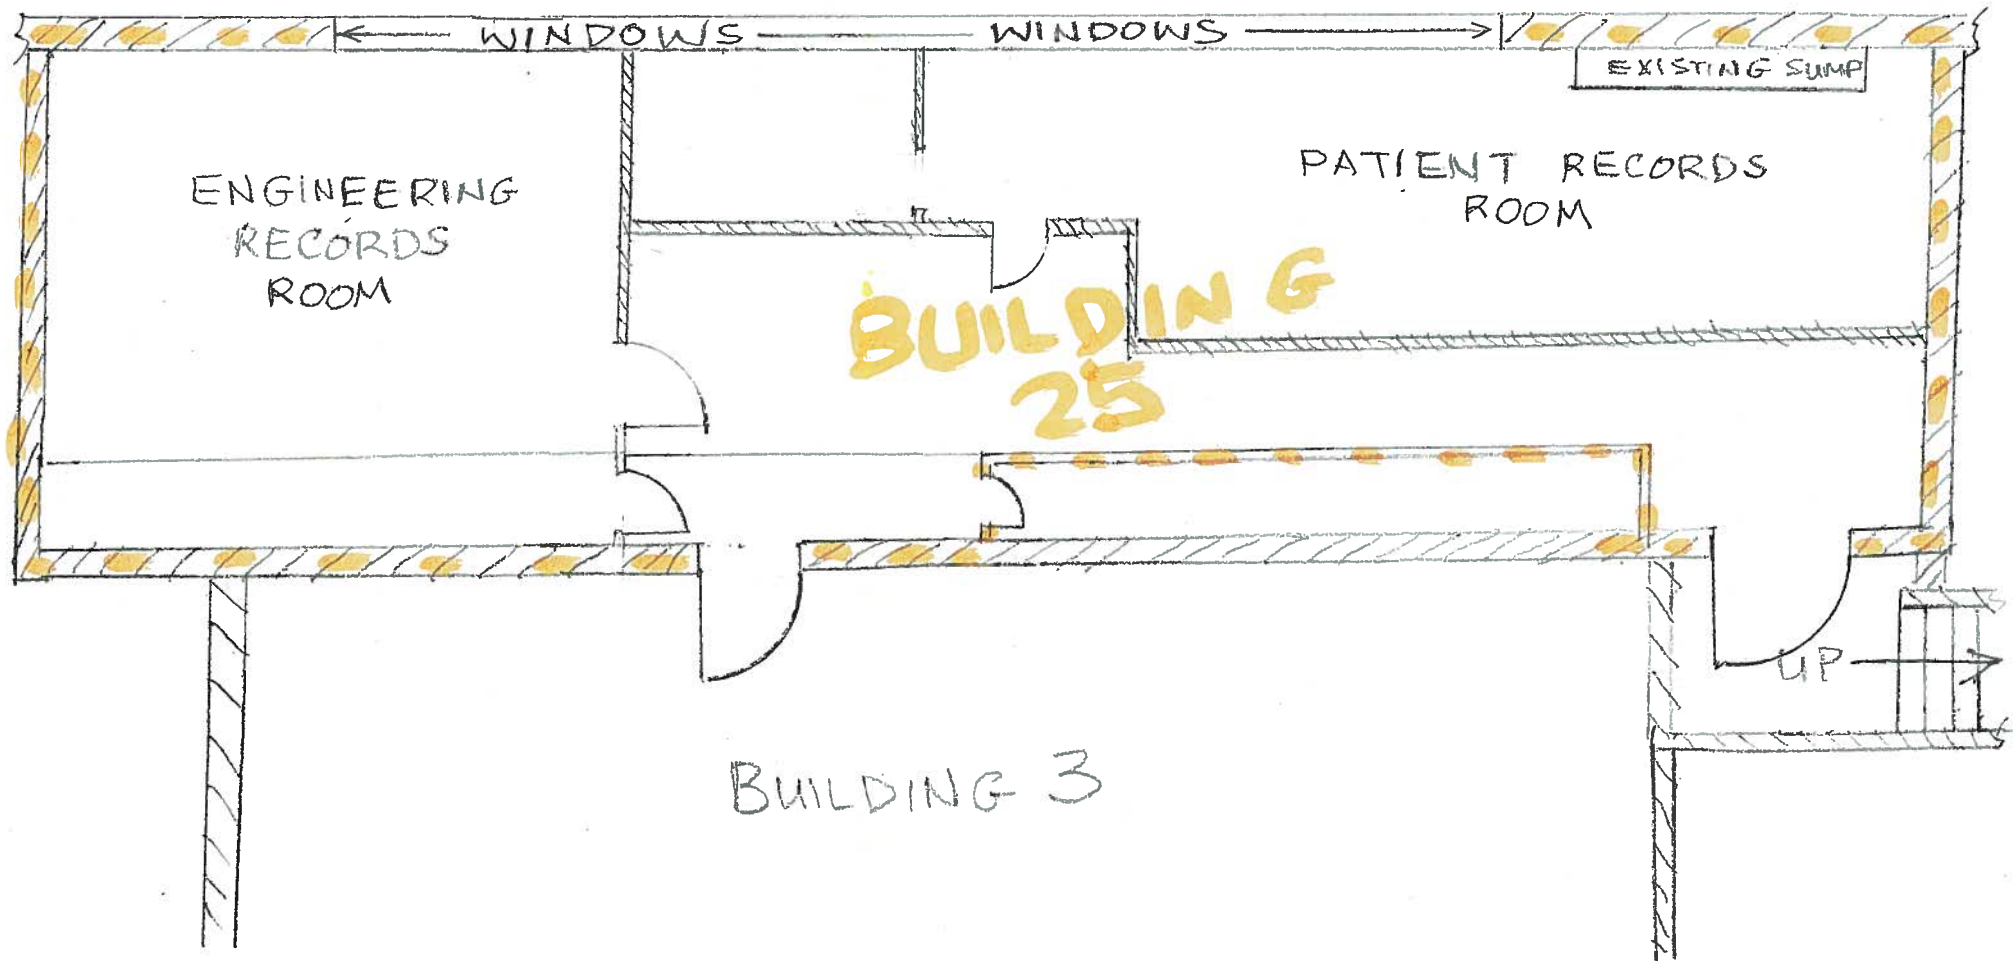 WINDOWS WINDOWS
EXISTING SUMP
ENGINEERING
RECORDS
ROOM
PATIENT RECORDS
ROOM
BUILDING
25
UP
BUILDING 3